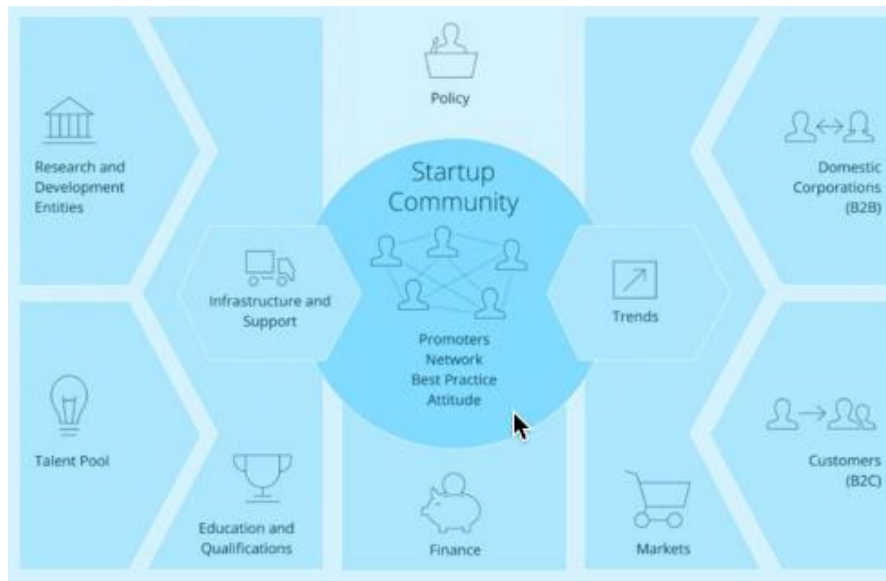 Policy
Research and
Development
Entities
Startup
Community
Domestic
Corporations
(B2B)
Infrastructure and
Support
Promoters
Network
Best Practice
Attitude
Trends
Talent Pool
Education and
Qualifications
Finance
Markets
Customers
(B2C)